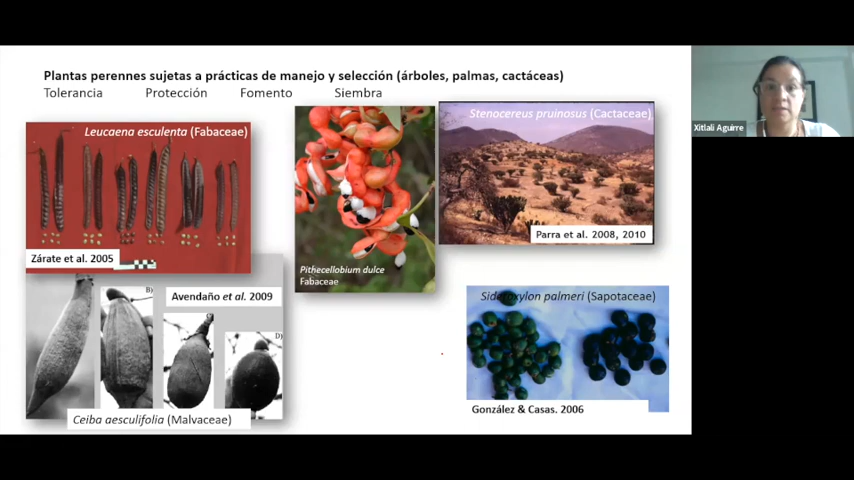 Plantas perennes sujetas a prácticas de manejo y selección (árboles, palmas, cactáceas)
Tolerancia Protección Fomento Siembra
Leucaena esculenta (Fabaceae)
Zárate et al. 2005
Pithecellobium dulce
Fabaceae
Stenocereus pruinosus (Cactaceae)
Parra et al. 2008, 2010
Xitlali Aguirre
B)
D)
Avendaño et al. 2009
Ceiba aesculifolia (Malvaceae)
Sideroxylon palmeri (Sapotaceae)
González & Casas. 2006